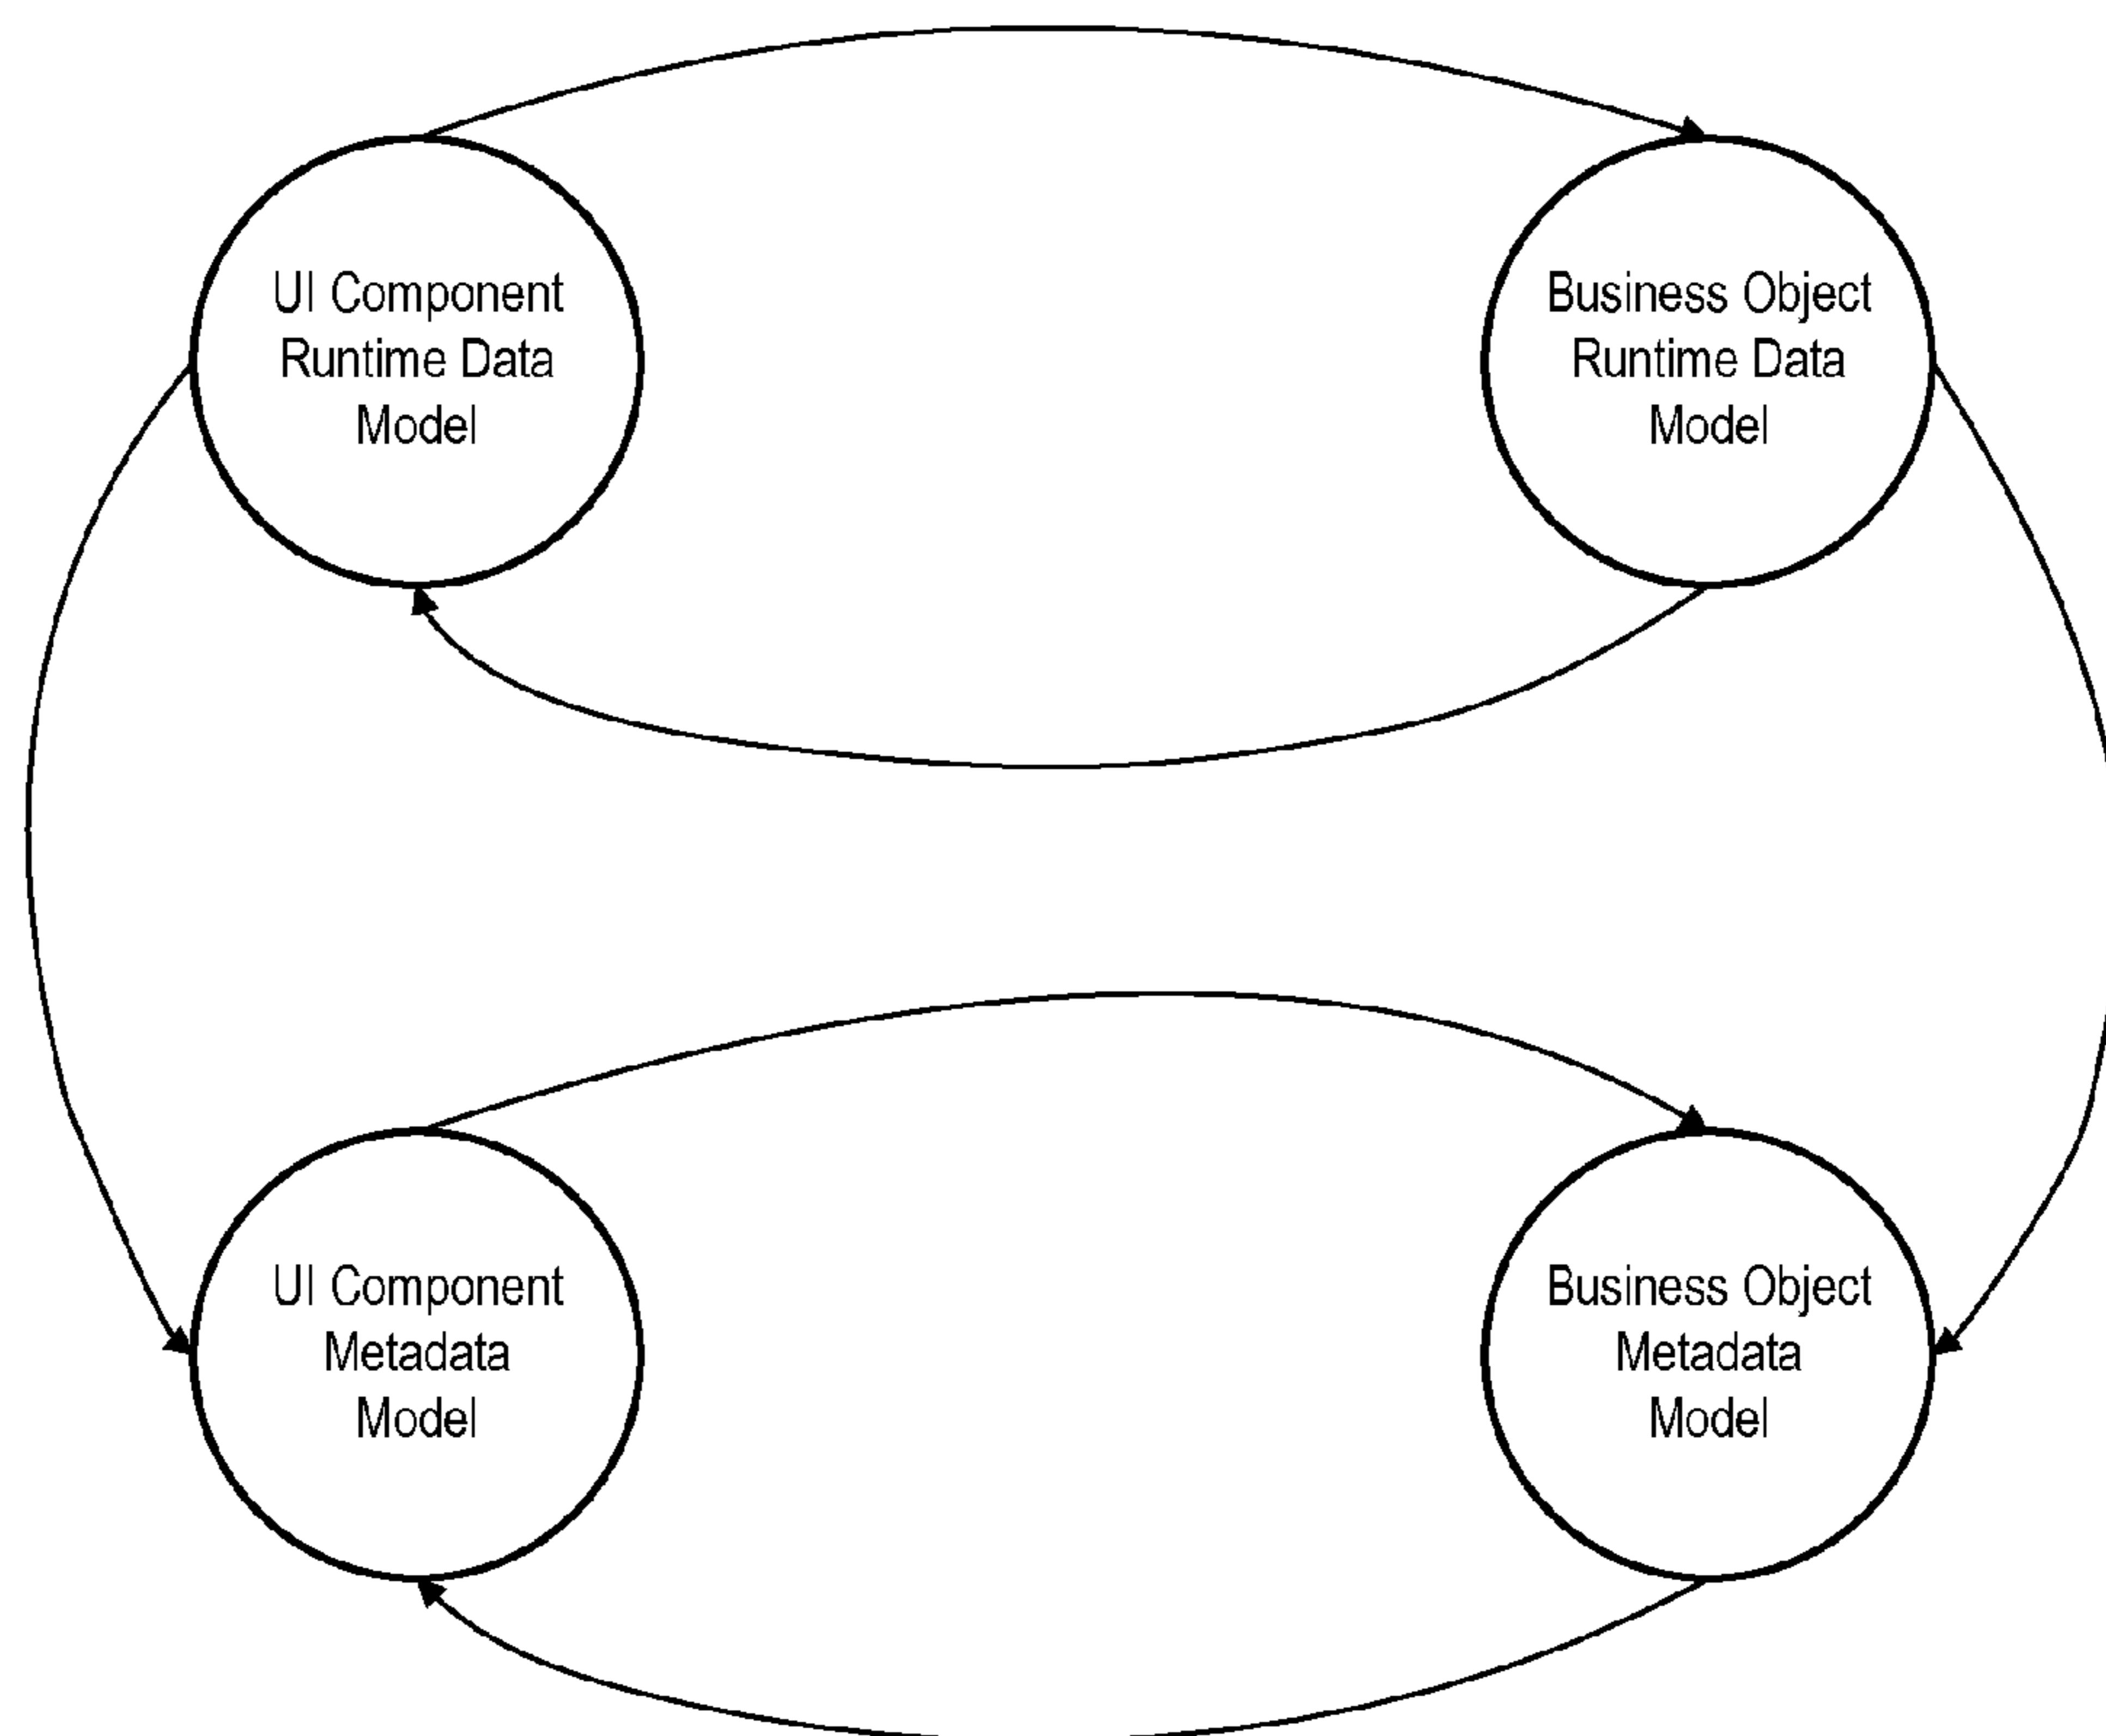 UI Component
Runtime Data
Model
Business Object
Runtime Data
Model
UI Component
Metadata
Model
Business Object
Metadata
Model